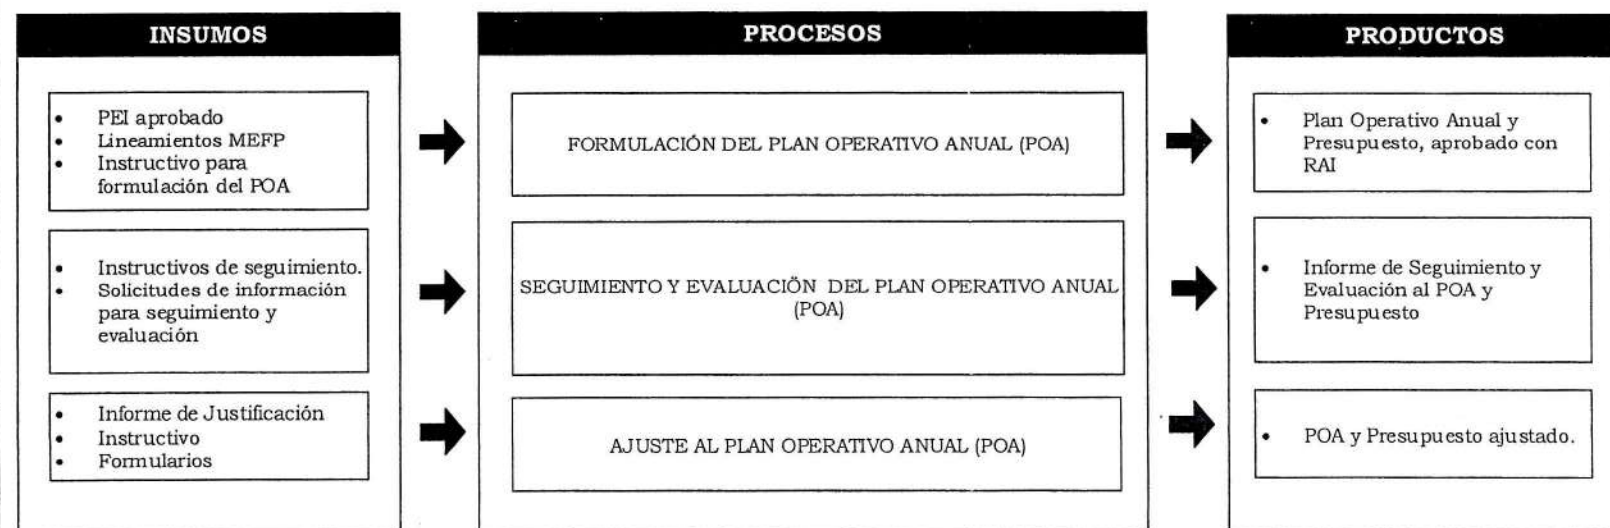 INSUMOS
• PEI aprobado
• Lineamientos MEFP
• Instructivo para
formulación del POA
• Instructivos de seguimiento.
• Solicitudes de información
para seguimiento y
evaluación
• Informe de Justificación
• Instructivo
• Formularios
PROCESOS
FORMULACIÓN DEL PLAN OPERATIVO ANUAL (POA)
SEGUIMIENTO Y EVALUACIÓN DEL PLAN OPERATIVO ANUAL
(POA)
AJUSTE AL PLAN OPERATIVO ANUAL (POA)
PRODUCTOS
• Plan Operativo Anual y
Presupuesto, aprobado con
RAI
• Informe de Seguimiento y
Evaluación al POA y
Presupuesto
• POA y Presupuesto ajustado.